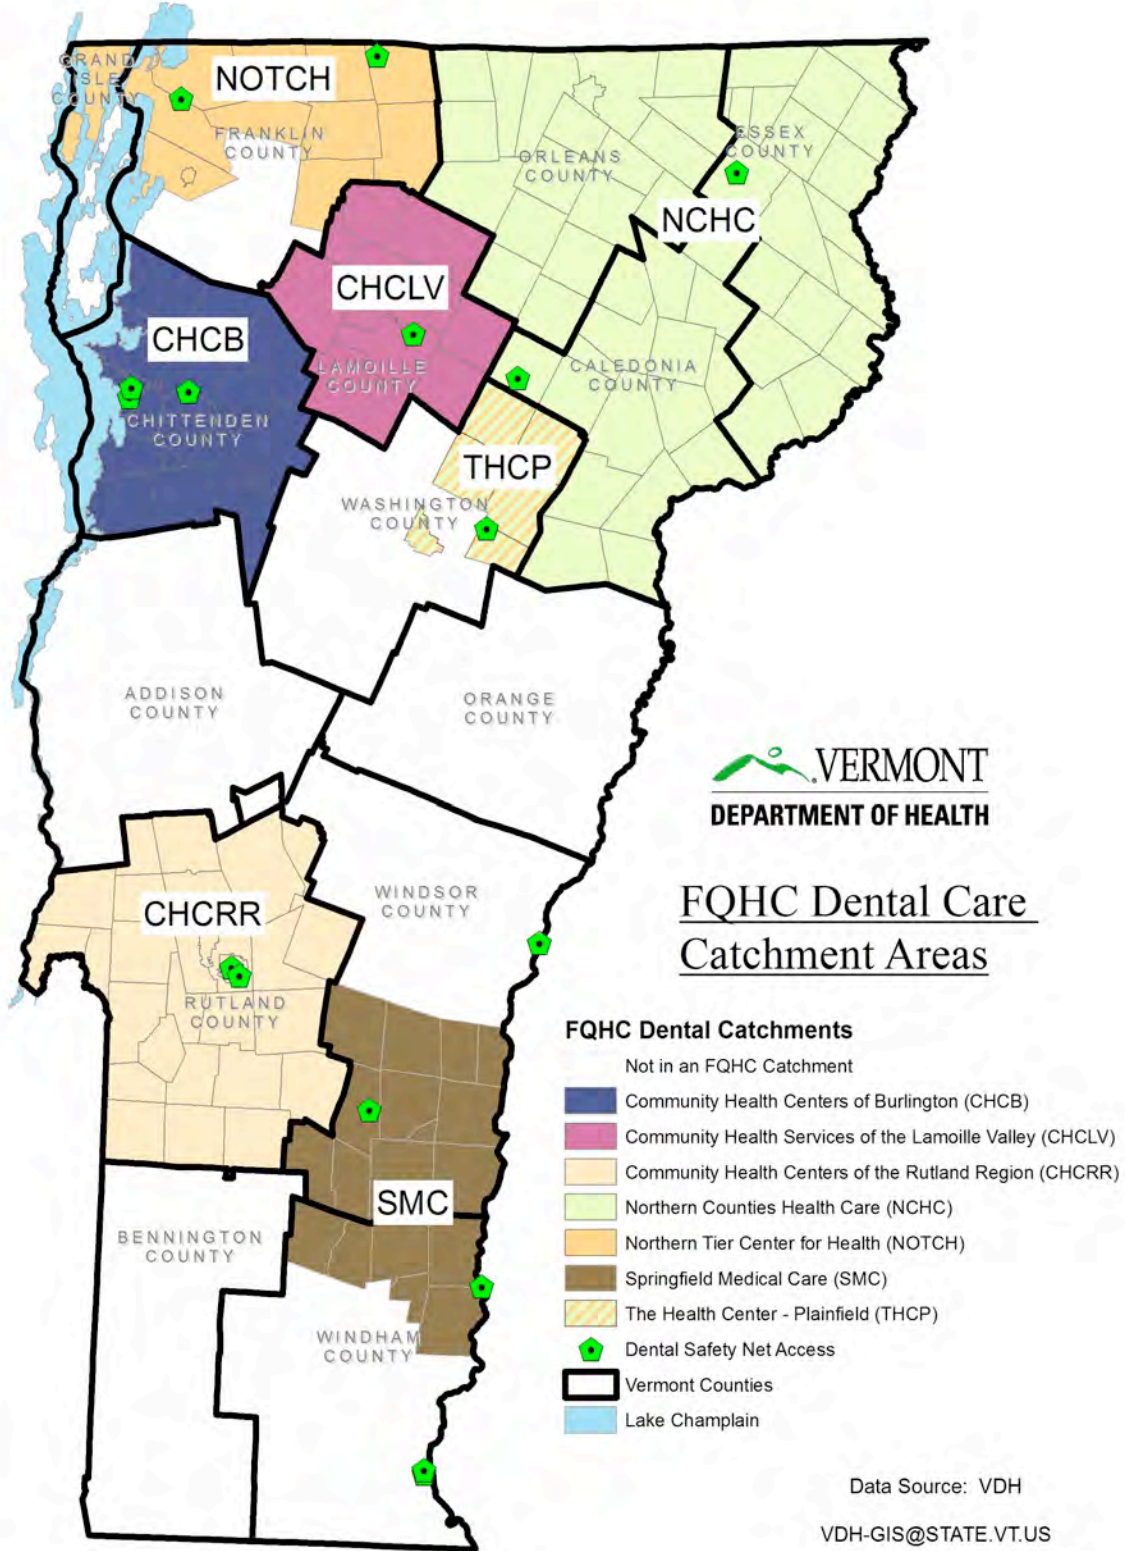 GRAND
ISLE
COUNTY
NOTCH
FRANKLIN
COUNTY
ORLEANS
COUNTY
ESSEX
COUNTY
NCHC
CHCLV
LAMOILLE
COUNTY
CHCB
CHITTENDEN
COUNTY
CALEDONIA
COUNTY
THCP
WASHINGTON
COUNTY
ADDISON
COUNTY
ORANGE
COUNTY
VERMONT
DEPARTMENT OF HEALTH
WINDSOR
COUNTY
CHCRR
RUTLAND
COUNTY
FQHC Dental Care
Catchment Areas
SMC
BENNINGTON
COUNTY
WINDHAM
COUNTY
FQHC Dental Catchments
Not in an FQHC Catchment
Community Health Centers of Burlington (CHCB)
Community Health Services of the Lamoille Valley (CHCLV)
Community Health Centers of the Rutland Region (CHCRR)
Northern Counties Health Care (NCHC)
Northern Tier Center for Health (NOTCH)
Springfield Medical Care (SMC)
The Health Center - Plainfield (THCP)
Dental Safety Net Access
Vermont Counties
Lake Champlain
Data Source: VDH
VDH-GIS@STATE.VT.US